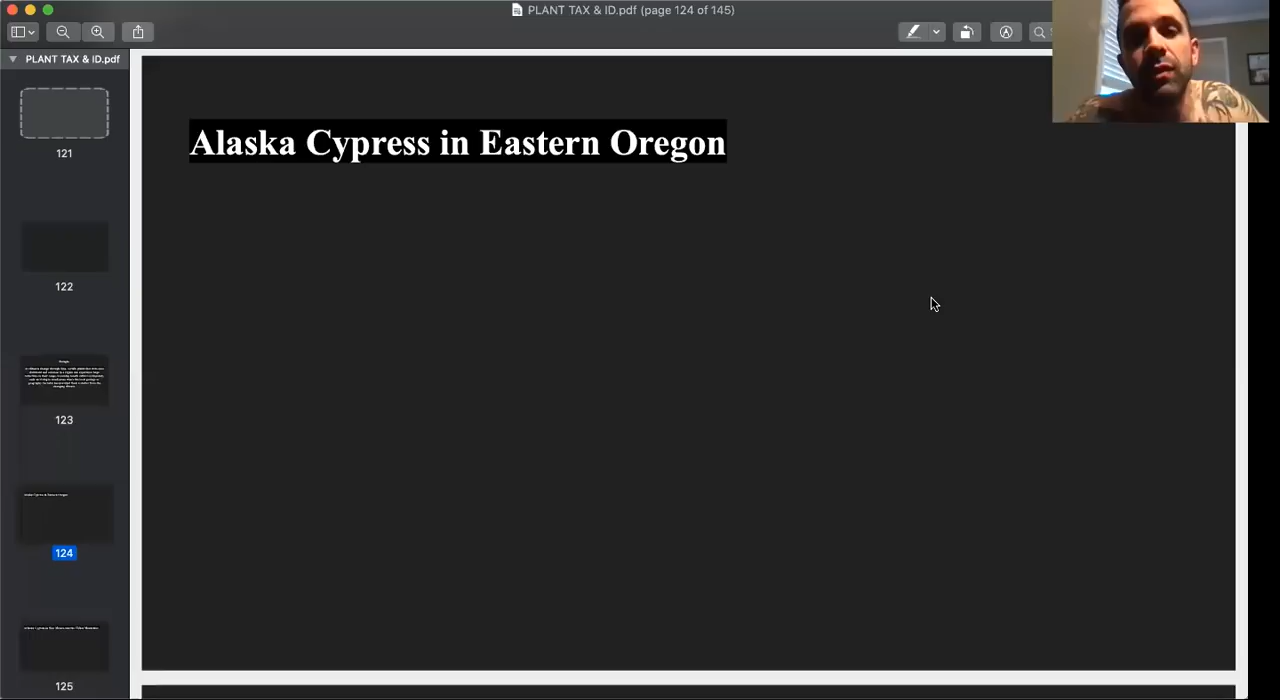 PLANT TAX & ID.pdf (page 124 of 145)
PLANT TAX & ID.pdf
121
122
123
124
125
Alaska Cypress in Eastern Oregon